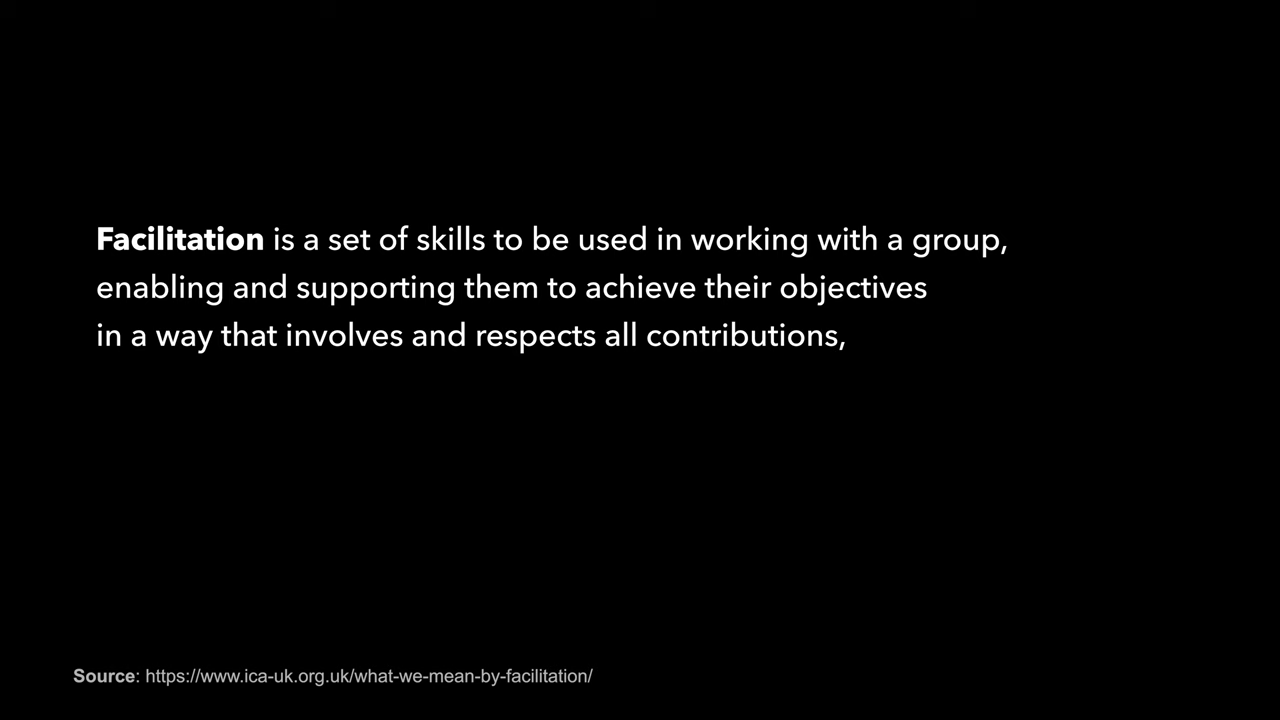 Facilitation is a set of skills to be used in working with a group,
enabling and supporting them to achieve their objectives
in a way that involves and respects all contributions,
Source: https://www.ica-uk.org.uk/what-we-mean-by-facilitation/